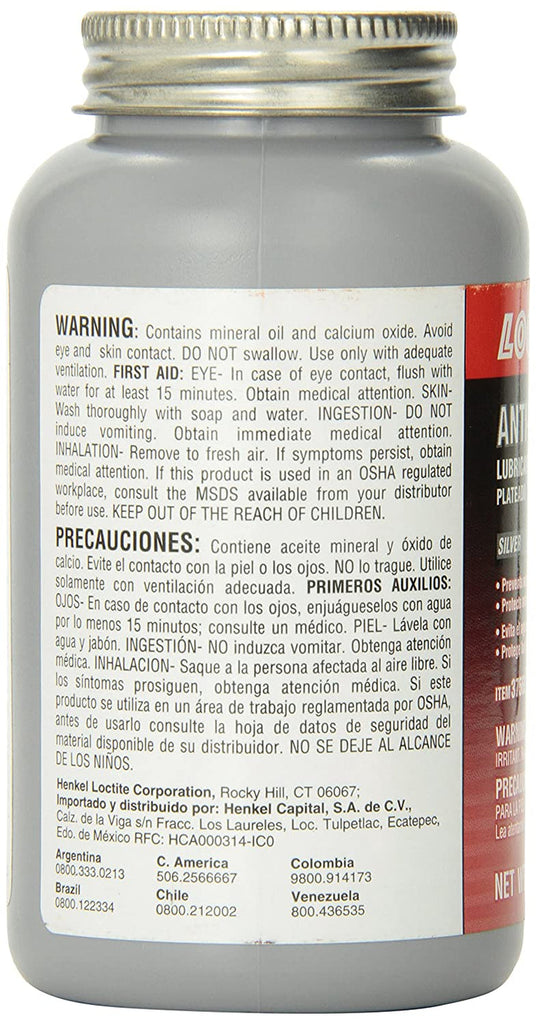 WARNING: Contains mineral oil and calcium oxide. Avoid
eye and skin contact. DO NOT swallow. Use only with adequate
ventilation. FIRST AID: EYE- In case of eye contact, flush with
water for at least 15 minutes. Obtain medical attention. SKIN-
Wash thoroughly with soap and water. INGESTION- DO NOT
induce vomiting. Obtain immediate medical attention.
INHALATION- Remove to fresh air. If symptoms persist, obtain
medical attention. If this product is used in an OSHA regulated
workplace, consult the MSDS available from your distributor
before use. KEEP OUT OF THE REACH OF CHILDREN.
PRECAUCIONES: Contiene aceite mineral y óxido de
calcio. Evite el contacto con la piel o los ojos. NO lo trague. Utilice
solamente con ventilación adecuada. PRIMEROS AUXILIOS:
OJOS- En caso de contacto con los ojos, enjuágueselos con agua
por lo menos 15 minutos; consulte un médico. PIEL- Lávela con
agua y jabón. INGESTIÓN- NO induzca vomitar. Obtenga atención
médica. INHALACION- Saque a la persona afectada al aire libre. Si
los síntomas prosiguen, obtenga atención médica. Si este
producto se utiliza en un área de trabajo reglamentada por OSHA,
antes de usarlo consulte la hoja de datos de seguridad del
material disponible de su distribuidor. NO SE DEJE AL ALCANCE
DE LOS NIÑOS.
Henkel Loctite Corporation, Rocky Hill, CT 06067;
Importado y distribuido por: Henkel Capital, S.A. de C.V.,
Calz. de la Viga s/n Fracc. Los Laureles, Loc. Tulpetlac, Ecatepec,
Edo. de México RFC: HCA000314-IC0
Argentina C. America Colombia
0800.333.0213 506.2566667 9800.914173
Brazil Chile Venezuela
0800.122334 0800.212002 800.436535
LO
ANT
LUBRICA
SILVER
ITEM 376
NET W